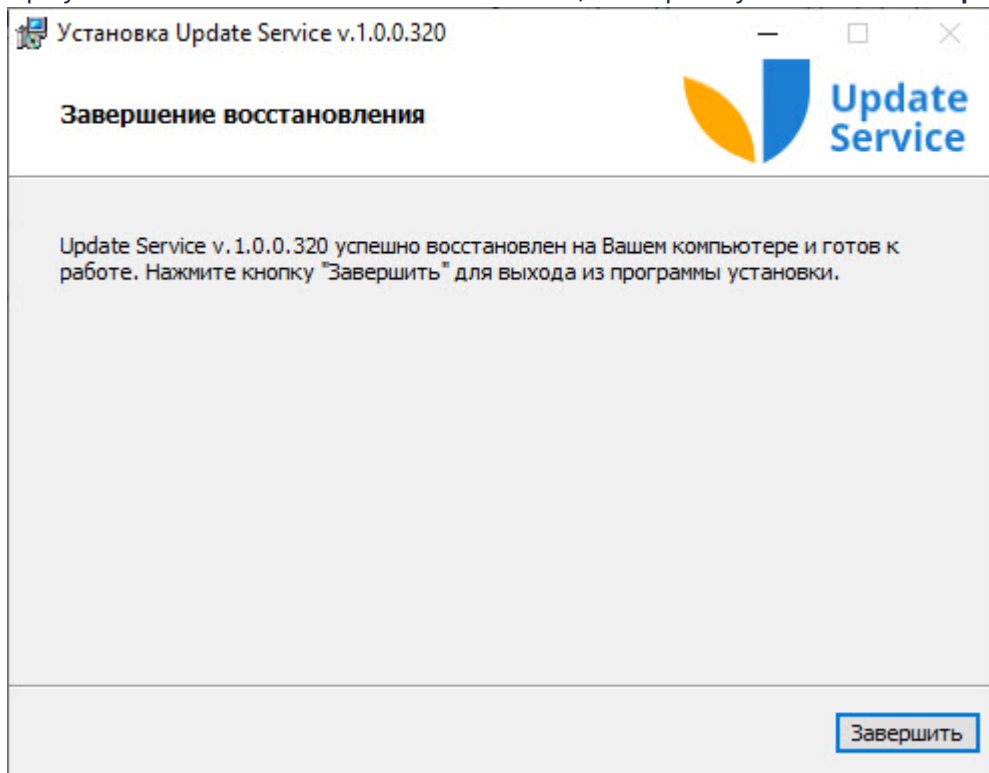 Установка Update Service v.1.0.0.320
Завершение восстановления
Update
Service
Update Service v.1.0.0.320 успешно восстановлен на Вашем компьютере и готов к
работе. Нажмите кнопку "Завершить" для выхода из программы установки.
Завершить